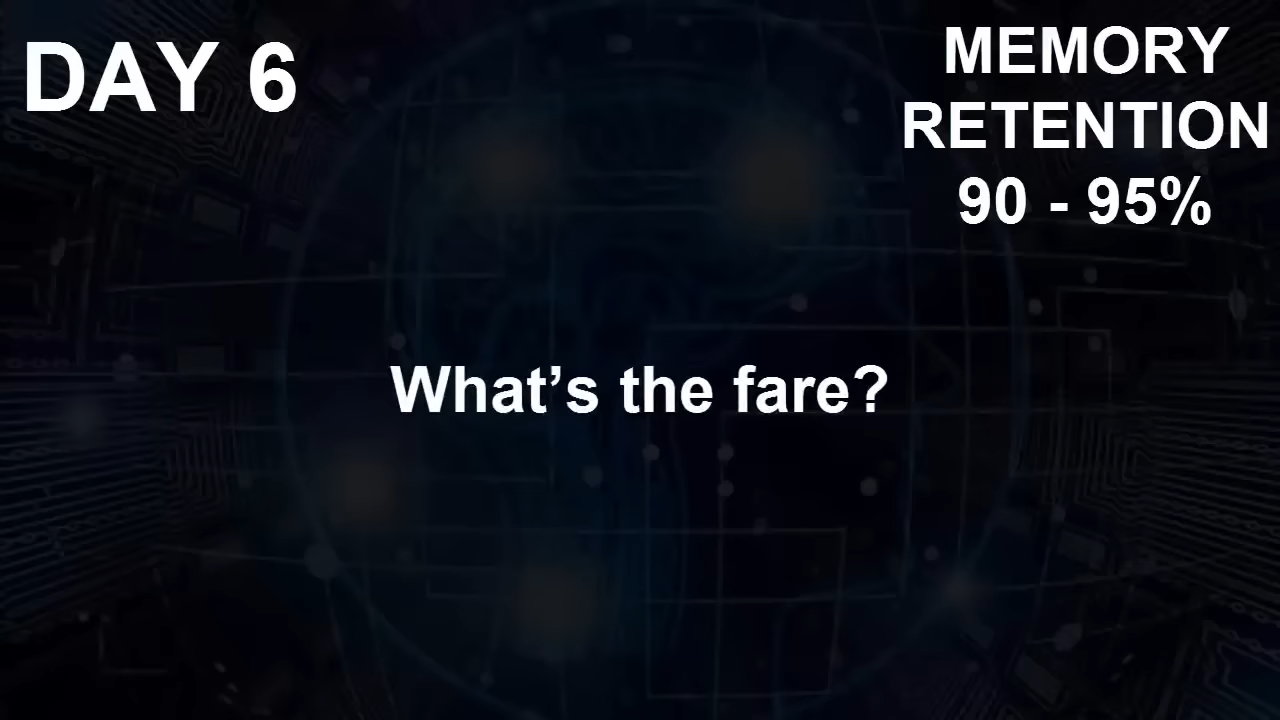 DAY 6
MEMORY
RETENTION
90 - 95%
What’s the fare?